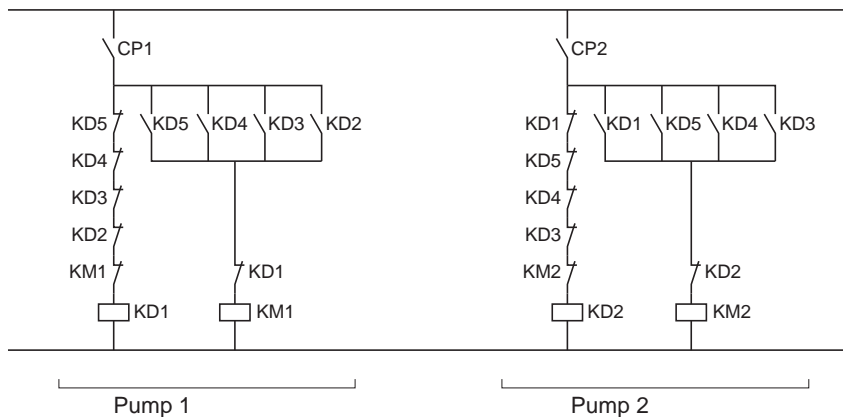 CP1 CP2
KD5 KD5 KD4 KD3 KD2 KD1 KD1 KD5 KD4 KD3
KD4 KD5
KD3 KD4
KD2 KD3
KM1 KD1 KM2 KD2
KD1 KM1 KD2 KM2
Pump 1 Pump 2